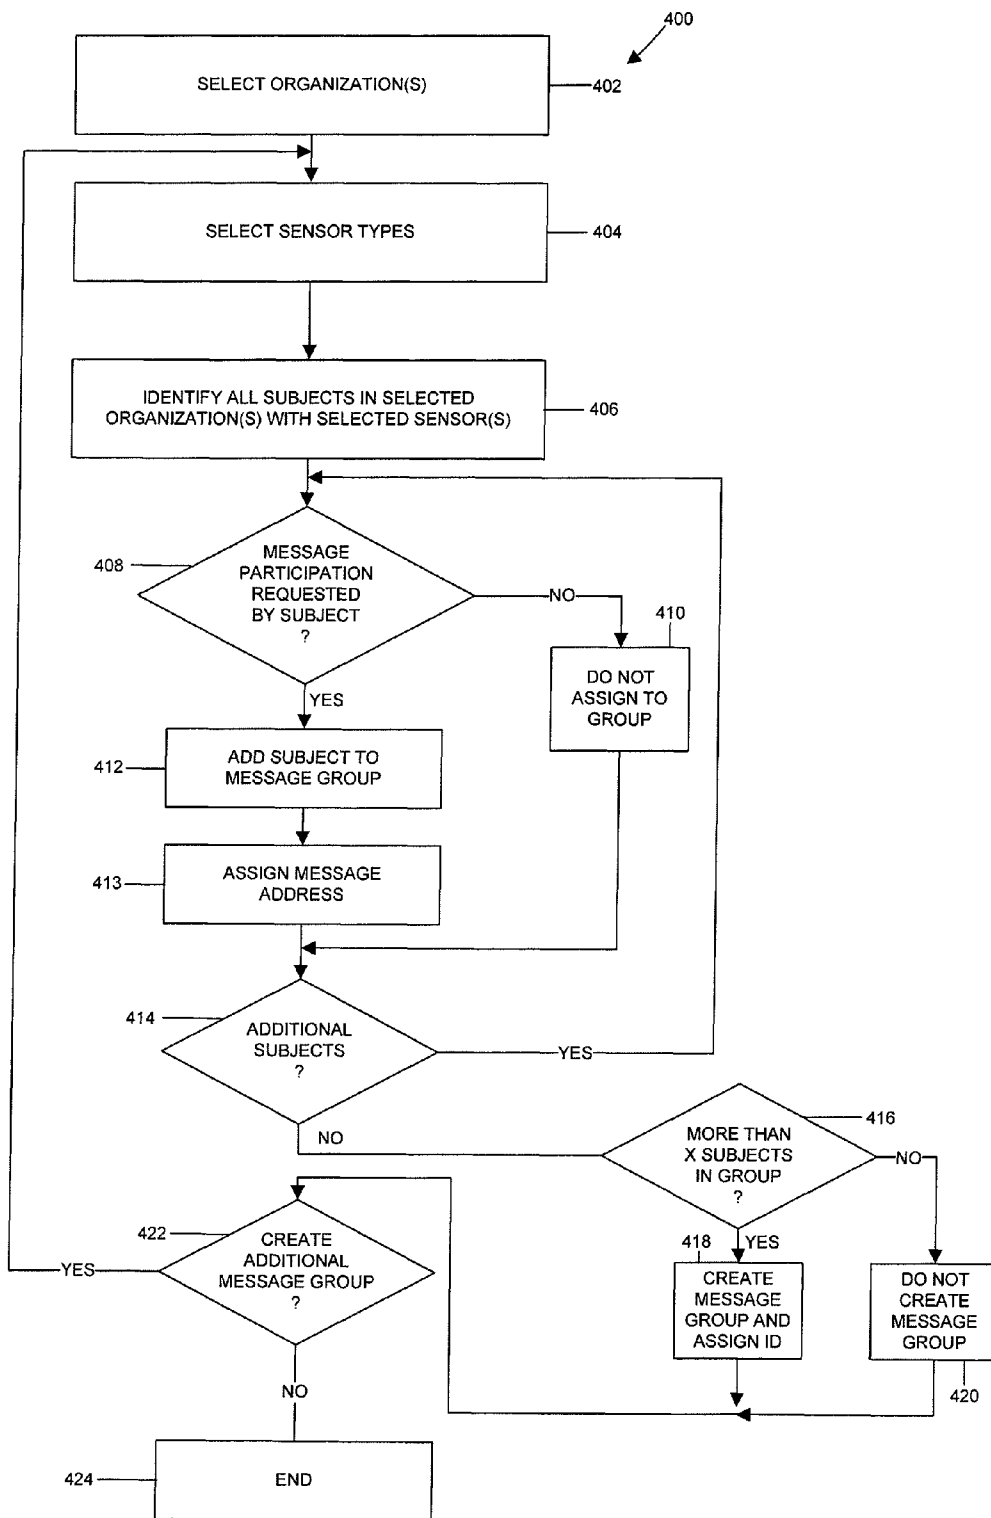 400
SELECT ORGANIZATION(S)
402
SELECT SENSOR TYPES
404
IDENTIFY ALL SUBJECTS IN SELECTED
ORGANIZATION(S) WITH SELECTED SENSOR(S)
406
408
MESSAGE
PARTICIPATION
REQUESTED
BY SUBJECT
?
NO
410
DO NOT
ASSIGN TO
GROUP
YES
412
ADD SUBJECT TO
MESSAGE GROUP
413
ASSIGN MESSAGE
ADDRESS
414
ADDITIONAL
SUBJECTS
?
YES
NO
416
MORE THAN
X SUBJECTS
IN GROUP
?
NO
YES
418
CREATE
MESSAGE
GROUP AND
ASSIGN ID
DO NOT
CREATE
MESSAGE
GROUP
420
422
CREATE
ADDITIONAL
MESSAGE GROUP
?
YES
NO
424
END